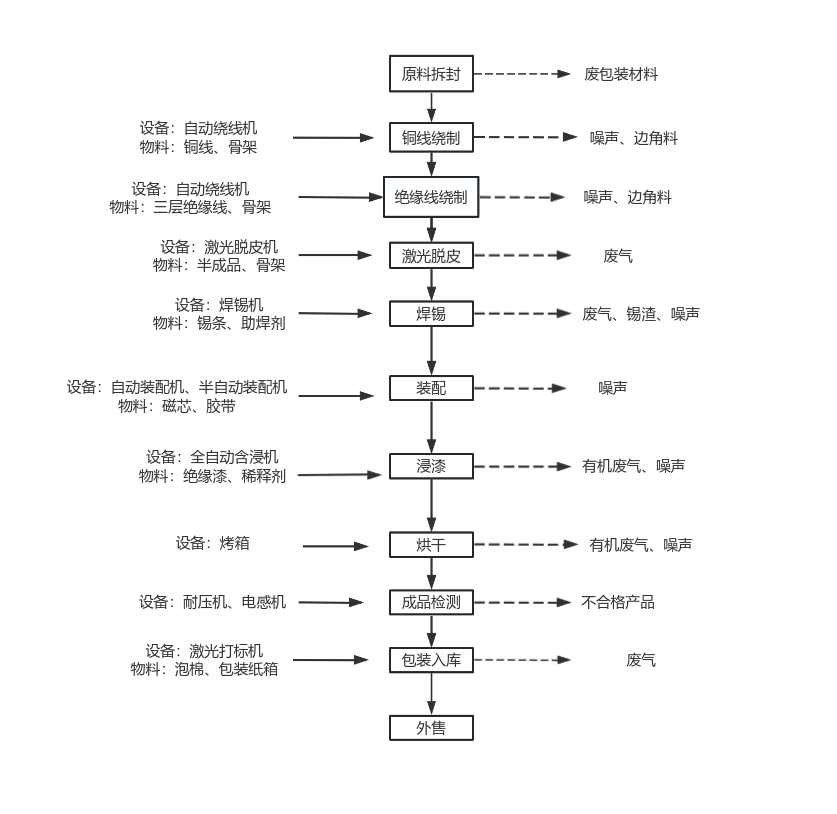 原料拆封
废包装材料
设备：自动绕线机
物料：铜线、骨架
铜线绕制
噪声、边角料
设备：自动绕线机
物料：三层绝缘线、骨架
绝缘线绕制
噪声、边角料
设备：激光脱皮机
物料：半成品、骨架
激光脱皮
废气
设备：焊锡机
物料：锡条、助焊剂
焊锡
废气、锡渣、噪声
设备：自动装配机、半自动装配机
物料：磁芯、胶带
装配
噪声
设备：全自动含浸机
物料：绝缘漆、稀释剂
浸漆
有机废气、噪声
设备：烤箱
烘干
有机废气、噪声
设备：耐压机、电感机
成品检测
不合格产品
设备：激光打标机
物料：泡棉、包装纸箱
包装入库
废气
外售